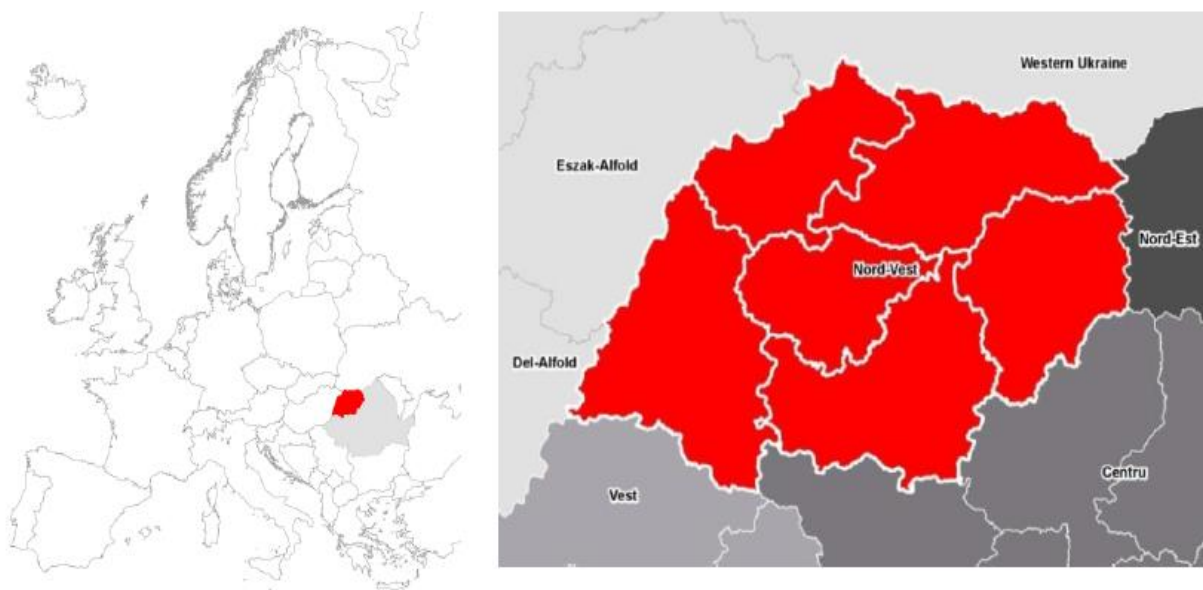 Western Ukraine
Eszak-Alfold
Nord-Est
Nord-Vest
Del-Alfold
Centru
Vest